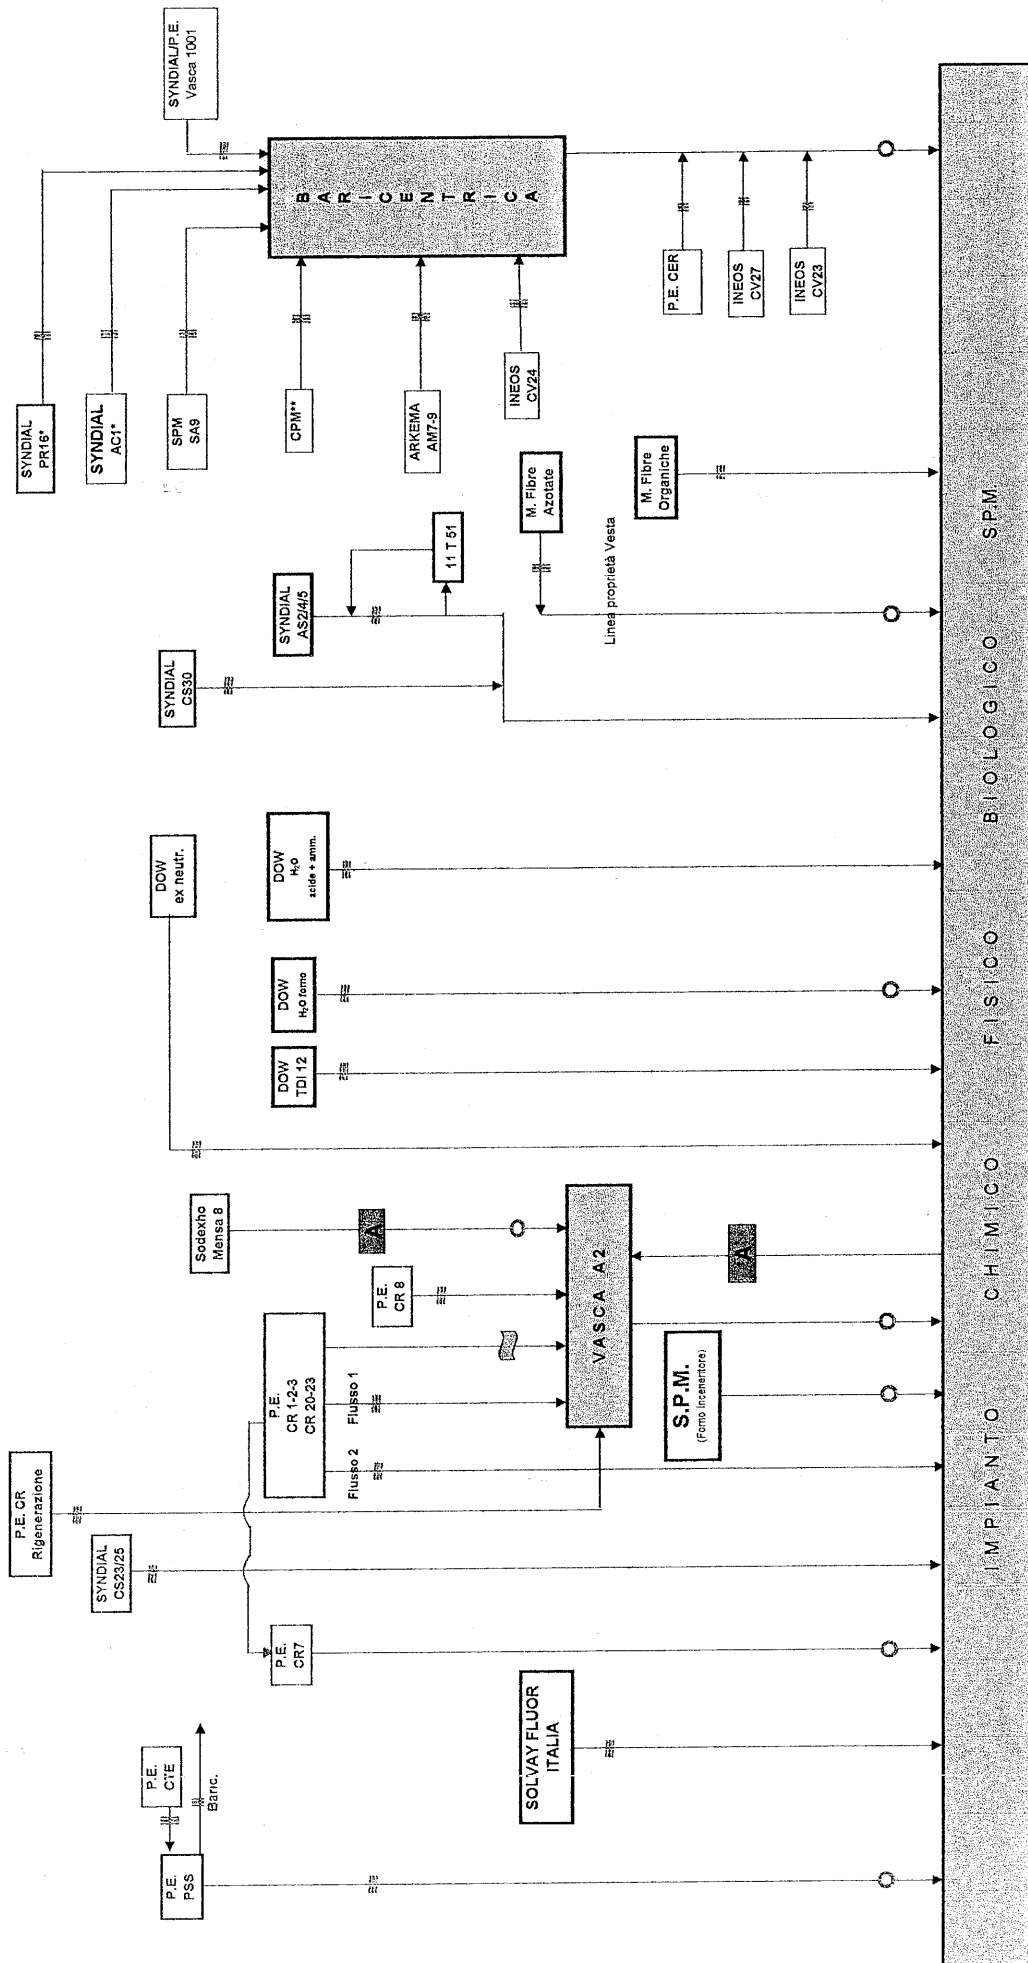 P.E.
PSS
P.E.
CTE
Baric.
SOLVAY FLUOR
ITALIA
P.E.
CR7
SYNDIAL
CS23/25
P.E. CR
Rigenerazione
P.E.
CR 1-2-3
CR 20-23
Flusso 2
Flusso 1
P.E.
CR 8
Sodexho
Mensa 8
A
VASCA A2
A
S.P.M.
(Forno Inceneritore)
DOW
ex neutr.
DOW
TDI 12
DOW
H₂O forno
DOW
H₂O
acide + amm.
SYNDIAL
CS30
SYNDIAL
AS2/4/5
11 T 51
M. Fibre
Azotate
Linea proprietà Vesta
M. Fibre
Organiche
SYNDIAL
PR16*
SYNDIAL
AC1*
SPM
SA9
CPM**
ARKEMA
AM7-9
INEOS
CV24
SYNDIAL/P.E.
Vasca 1001
BARICENTRICA
P.E. CER
INEOS
CV27
INEOS
CV23
IMPIANTO CHIMICO FISICO BIOLOGICO S.P.M.